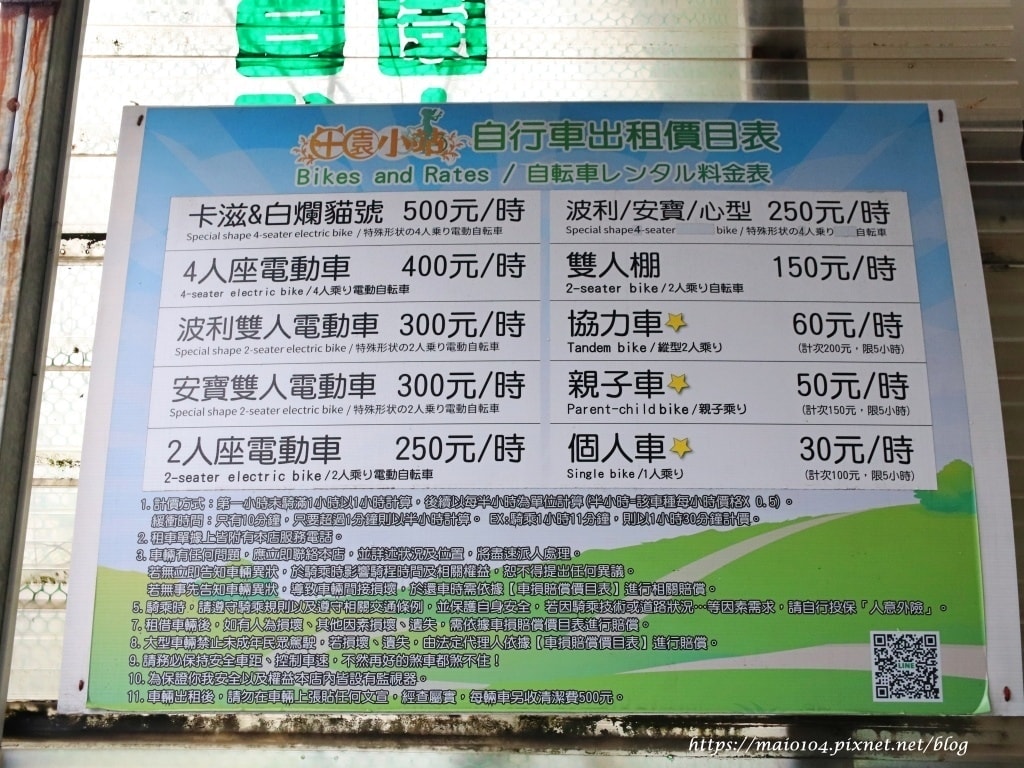 田園小站 自行車出租價目表
Bikes and Rates / 自転車レンタル料金表
卡滋&白爛貓號 500元/時
Special shape 4-seater electric bike / 特殊形状の4人乗り電動自転車
4人座電動車 400元/時
4-seater electric bike/4人乗り電動自転車
波利雙人電動車 300元/時
Special shape 2-seater electric bike / 特殊形状の2人乗り電動自転車
安寶雙人電動車 300元/時
Special shape 2-seater electric bike / 特殊形状の2人乗り電動自転車
2人座電動車 250元/時
2-seater electric bike/2人乗り電動自転車
波利/安寶/心型 250元/時
Special shape4-seater bike/特殊形状の4人乗り 自転車
雙人棚 150元/時
2-seater bike/2人乗り自転車
協力車 60元/時
Tandem bike/縦型2人乗り (計次200元,限5小時)
親子車 50元/時
Parent-child bike/親子乗り (計次150元,限5小時)
個人車 30元/時
Single bike/1人乗り (計次100元,限5小時)
1. 計價方式：第一小時未騎滿1小時以1小時計算，後續以每半小時為單位計算(半小時=該車種每小時價格X 0.5)。
緩衝時間：只有10分鐘，只要超過1分鐘則以半小時計算。 EX.騎乘1小時11分鐘，則以1小時30分鐘計價。
2. 租車單據上皆附有本店服務電話。
3. 車輛有任何問題，應立即聯絡本店，並詳述狀況及位置，將盡速派人處理。
若無立即告知車輛異狀，於騎乘時影響騎程時間及相關權益，恕不得提出任何異議。
若無事先告知車輛異狀，導致車輛間接損壞，於還車時需依據【車損賠償價目表】進行相關賠償。
5. 騎乘時，請遵守騎乘規則以及遵守相關交通條例，並保護自身安全，若因騎乘技術或道路狀況…等因素需求，請自行投保「人意外險」。
7. 租借車輛後，如有人為損壞、其他因素損壞、遺失，需依據車損賠償價目表進行賠償。
8. 大型車輛禁止未成年民眾駕駛，若損壞、遺失，由法定代理人依據【車損賠償價目表】進行賠償。
9. 請務必保持安全車距、控制車速，不然再好的煞車都煞不住！
10. 為保證你我安全以及權益本店內皆設有監視器。
11. 車輛出租後，請勿在車輛上張貼任何文宣，經查屬實，每輛車另收清潔費500元。
LINE
https://maio104.pixnet.net/blog